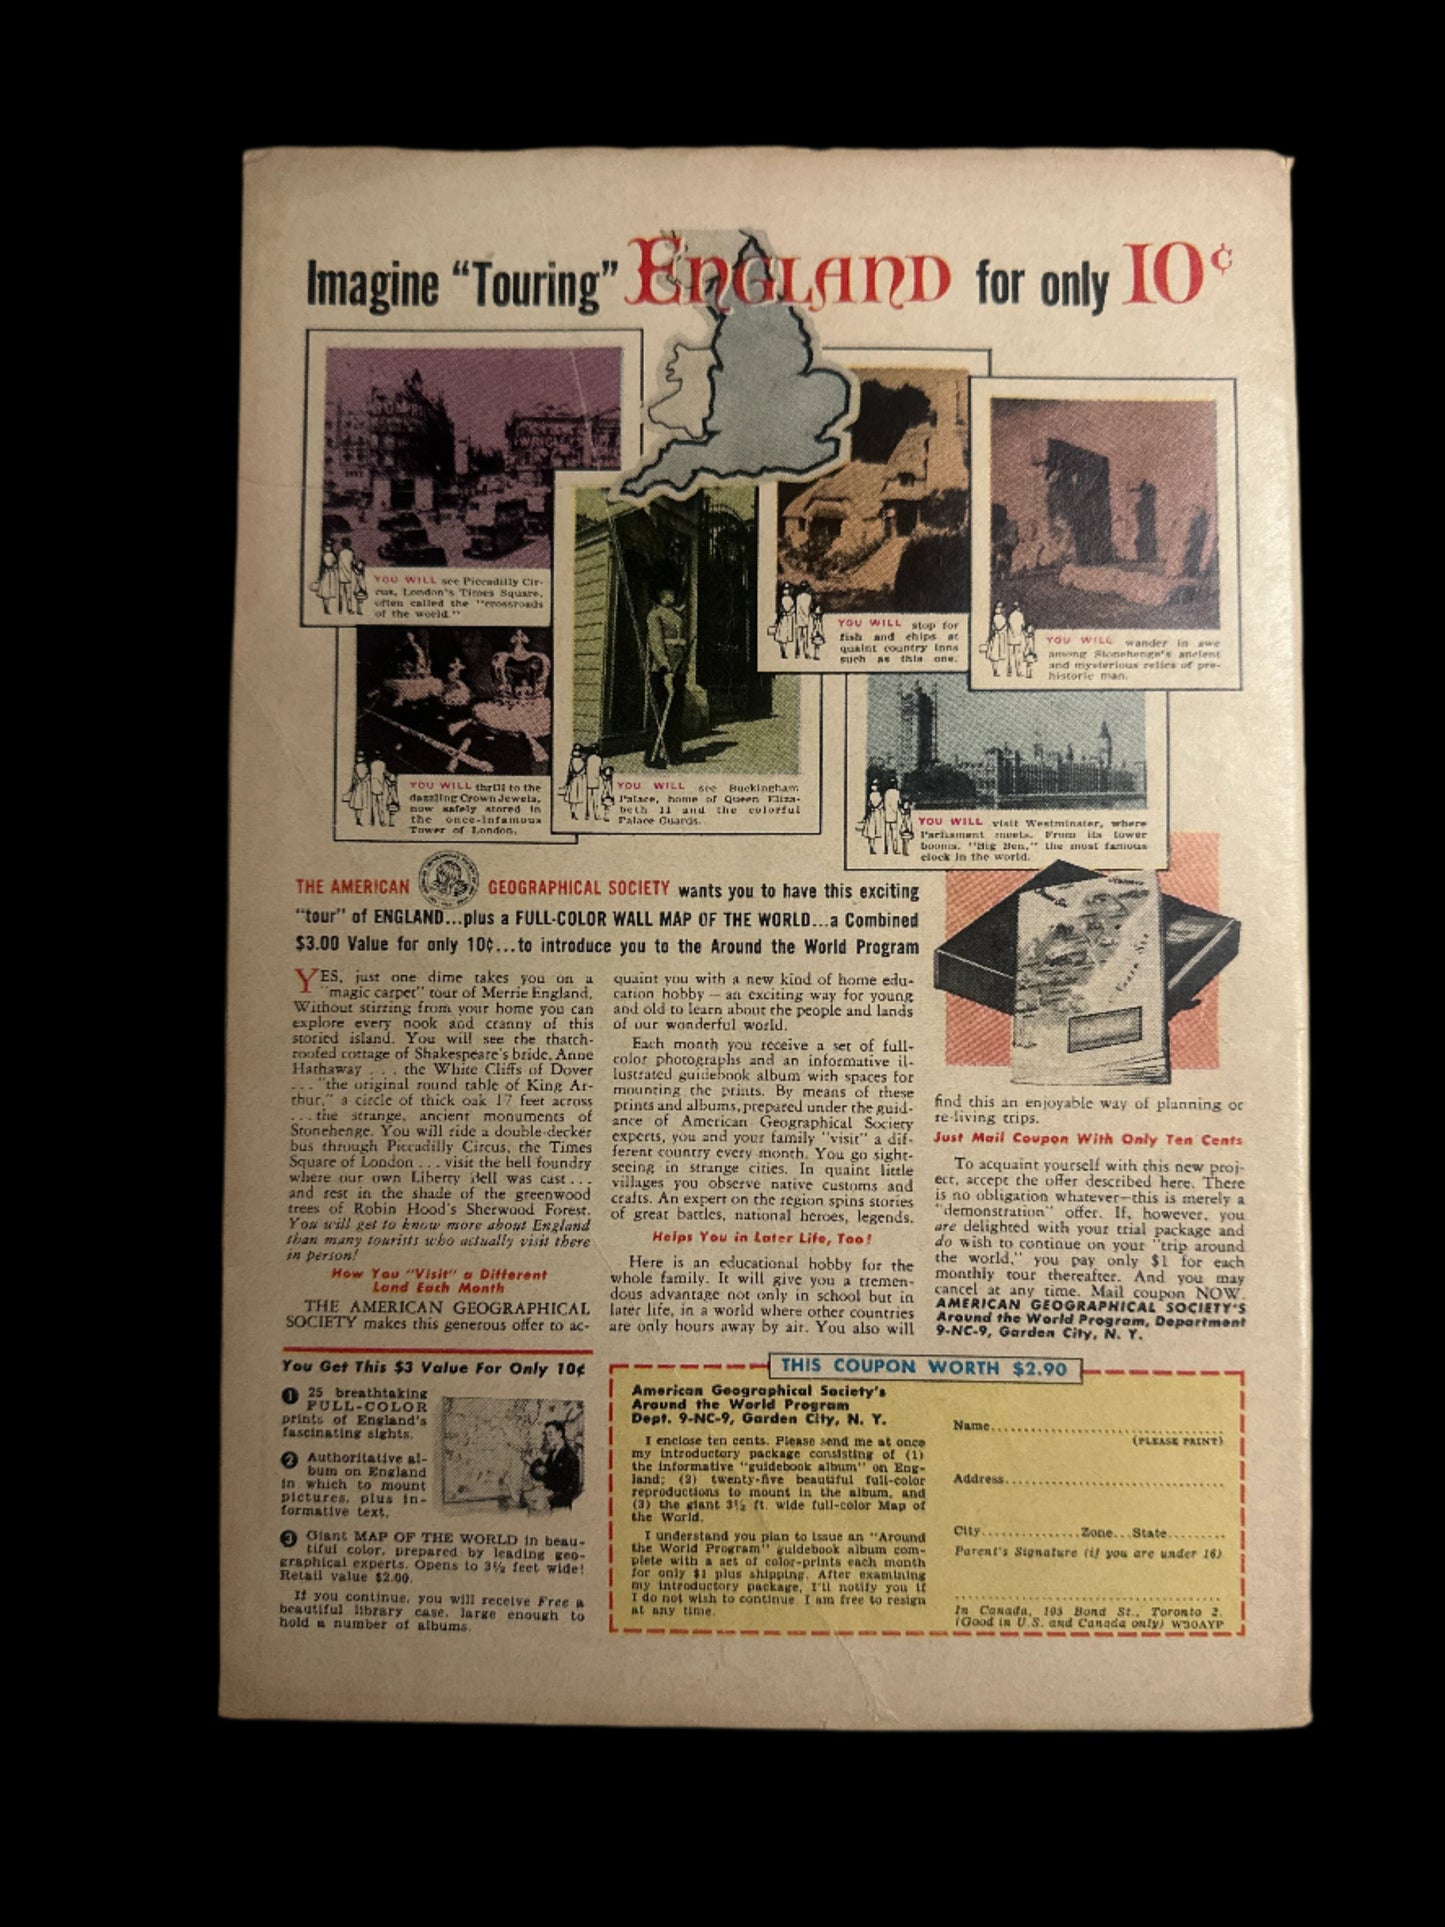 Imagine "Touring" ENGLAND for only 10¢
YOU WILL see Piccadilly Cir-
cus, London's Times Square,
often called the "crossroads
of the world."
YOU WILL thrill to the
dazzling Crown Jewels,
now safely stored in
the once-infamous
Tower of London.
YOU WILL see Buckingham
Palace, home of Queen Eliza-
beth II and the colorful
Palace Guards.
YOU WILL stop for
fish and chips at
quaint country inns
such as this one.
YOU WILL wander in awe
among Stonehenge's ancient
and mysterious relics of pre-
historic man.
YOU WILL visit Westminster, where
Parliament meets. From its tower
booms, "Big Ben," the most famous
clock in the world.
THE AMERICAN GEOGRAPHICAL SOCIETY wants you to have this exciting
"tour" of ENGLAND...plus a FULL-COLOR WALL MAP OF THE WORLD...a Combined
$3.00 Value for only 10¢...to introduce you to the Around the World Program
YES, just one dime takes you on a
"magic carpet" tour of Merrie England.
Without stirring from your home you can
explore every nook and cranny of this
storied island. You will see the thatch-
roofed cottage of Shakespeare's bride, Anne
Hathaway . . . the White Cliffs of Dover
. . . "the original round table of King Ar-
thur," a circle of thick oak 17 feet across
. . . the strange, ancient monuments of
Stonehenge. You will ride a double-decker
bus through Piccadilly Circus, the Times
Square of London . . . visit the bell foundry
where our own Liberty Bell was cast . . .
and rest in the shade of the greenwood
trees of Robin Hood's Sherwood Forest.
You will get to know more about England
than many tourists who actually visit there
in person!
How You "Visit" a Different
Land Each Month
THE AMERICAN GEOGRAPHICAL
SOCIETY makes this generous offer to ac-
quaint you with a new kind of home edu-
cation hobby — an exciting way for young
and old to learn about the people and lands
of our wonderful world.
Each month you receive a set of full-
color photographs and an informative il-
lustrated guidebook album with spaces for
mounting the prints. By means of these
prints and albums, prepared under the guid-
ance of American Geographical Society
experts, you and your family "visit" a dif-
ferent country every month. You go sight-
seeing in strange cities. In quaint little
villages you observe native customs and
crafts. An expert on the region spins stories
of great battles, national heroes, legends.
Helps You in Later Life, Too!
Here is an educational hobby for the
whole family. It will give you a tremen-
dous advantage not only in school but in
later life, in a world where other countries
are only hours away by air. You also will
find this an enjoyable way of planning or
re-living trips.
Just Mail Coupon With Only Ten Cents
To acquaint yourself with this new proj-
ect, accept the offer described here. There
is no obligation whatever—this is merely a
"demonstration" offer. If, however, you
are delighted with your trial package and
do wish to continue on your "trip around
the world," you pay only $1 for each
monthly tour thereafter. And you may
cancel at any time. Mail coupon NOW.
AMERICAN GEOGRAPHICAL SOCIETY'S
Around the World Program, Department
9-NC-9, Garden City, N. Y.
You Get This $3 Value For Only 10¢
1 25 breathtaking
FULL-COLOR
prints of England's
fascinating sights.
2 Authoritative al-
bum on England
in which to mount
pictures, plus in-
formative text.
3 Giant MAP OF THE WORLD in beau-
tiful color, prepared by leading geo-
graphical experts. Opens to 3½ feet wide!
Retail value $2.00.
If you continue, you will receive Free a
beautiful library case, large enough to
hold a number of albums.
THIS COUPON WORTH $2.90
American Geographical Society's
Around the World Program
Dept. 9-NC-9, Garden City, N. Y.
I enclose ten cents. Please send me at once
my introductory package consisting of (1)
the informative "guidebook album" on Eng-
land; (2) twenty-five beautiful full-color
reproductions to mount in the album, and
(3) the giant 3½ ft. wide full-color Map of
the World.
I understand you plan to issue an "Around
the World Program" guidebook album com-
plete with a set of color-prints each month
for only $1 plus shipping. After examining
my introductory package, I'll notify you if
I do not wish to continue. I am free to resign
at any time.
Name
(PLEASE PRINT)
Address
City Zone State
Parent's Signature (if you are under 16)
In Canada, 105 Bond St., Toronto 2.
(Good in U.S. and Canada only) W30AYP